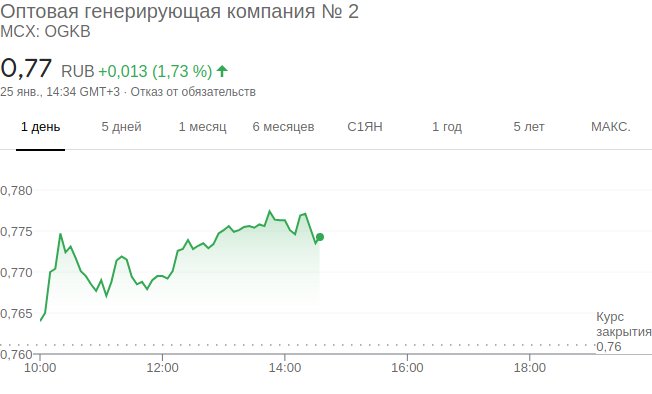 Оптовая генерирующая компания № 2
MCX: OGKB
0,77 RUB +0,013 (1,73 %)
25 янв., 14:34 GMT+3 · Отказ от обязательств
1 день 5 дней 1 месяц 6 месяцев С1ЯН 1 год 5 лет МАКС.
0,780
0,775
0,770
0,765
Курс
закрытия
0,76
0,760
10:00 12:00 14:00 16:00 18:00